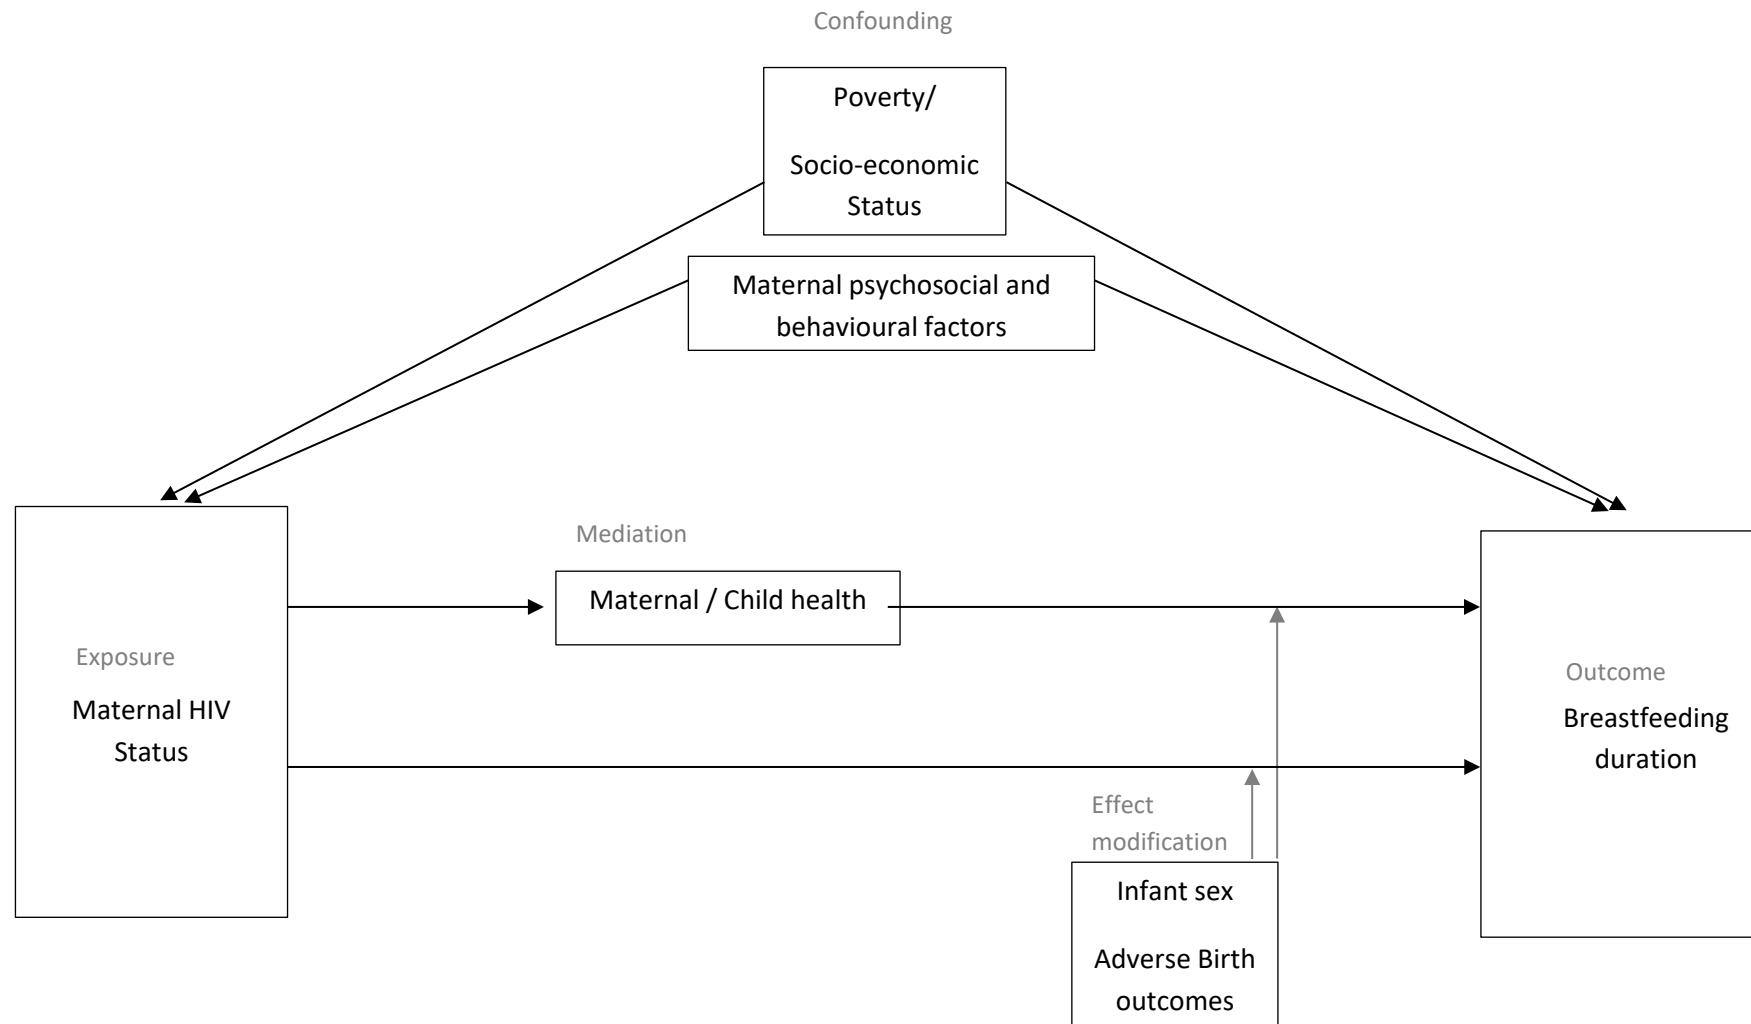 Confounding
Poverty/
Socio-economic
Status
Maternal psychosocial and
behavioural factors
Mediation
Maternal / Child health
Exposure
Maternal HIV
Status
Outcome
Breastfeeding
duration
Effect
modification
Infant sex
Adverse Birth
outcomes